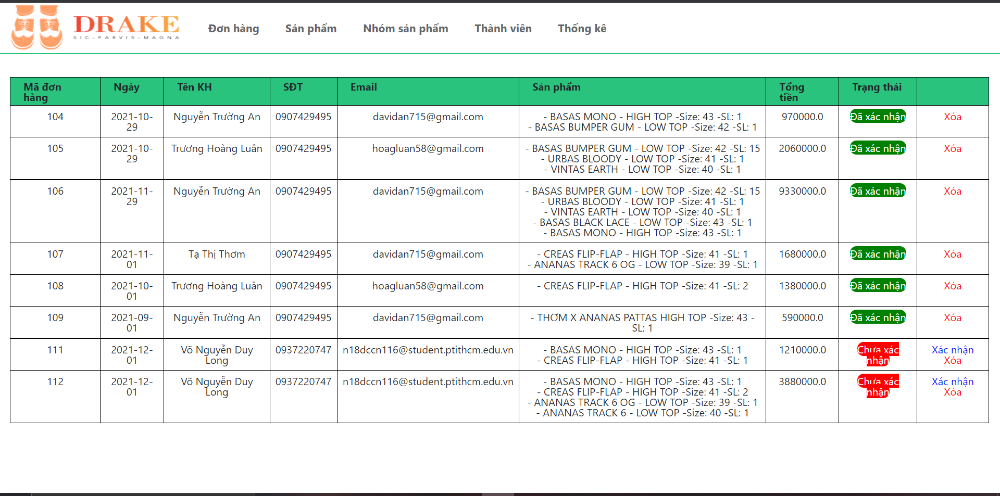 DRAKE
SIC-PARVIS-MAGNA
Đơn hàng Sản phẩm Nhóm sản phẩm Thành viên Thống kê
Mã đơn hàng Ngày Tên KH SĐT Email Sản phẩm Tổng tiền Trạng thái
104 2021-10-29 Nguyễn Trường An 0907429495 davidan715@gmail.com - BASAS MONO - HIGH TOP -Size: 43 -SL: 1 970000.0 Đã xác nhận Xóa
- BASAS BUMPER GUM - LOW TOP -Size: 42 -SL: 1
105 2021-10-29 Trương Hoàng Luân 0907429495 hoagluan58@gmail.com - BASAS BUMPER GUM - LOW TOP -Size: 42 -SL: 15 2060000.0 Đã xác nhận Xóa
- URBAS BLOODY - LOW TOP -Size: 41 -SL: 1
- VINTAS EARTH - LOW TOP -Size: 40 -SL: 1
106 2021-11-29 Nguyễn Trường An 0907429495 davidan715@gmail.com - BASAS BUMPER GUM - LOW TOP -Size: 42 -SL: 15 9330000.0 Đã xác nhận Xóa
- URBAS BLOODY - LOW TOP -Size: 41 -SL: 1
- VINTAS EARTH - LOW TOP -Size: 40 -SL: 1
- BASAS BLACK LACE - LOW TOP -Size: 43 -SL: 1
- BASAS MONO - HIGH TOP -Size: 43 -SL: 1
107 2021-11-01 Tạ Thị Thơm 0907429495 davidan715@gmail.com - CREAS FLIP-FLAP - HIGH TOP -Size: 41 -SL: 1 1680000.0 Đã xác nhận Xóa
- ANANAS TRACK 6 OG - LOW TOP -Size: 39 -SL: 1
108 2021-10-01 Trương Hoàng Luân 0907429495 hoagluan58@gmail.com - CREAS FLIP-FLAP - HIGH TOP -Size: 41 -SL: 2 1380000.0 Đã xác nhận Xóa
109 2021-09-01 Nguyễn Trường An 0907429495 davidan715@gmail.com - THƠM X ANANAS PATTAS HIGH TOP -Size: 43 -SL: 1 590000.0 Đã xác nhận Xóa
111 2021-12-01 Võ Nguyễn Duy Long 0937220747 n18dccn116@student.ptithcm.edu.vn - BASAS MONO - HIGH TOP -Size: 43 -SL: 1 1210000.0 Chưa xác nhận Xác nhận
- CREAS FLIP-FLAP - HIGH TOP -Size: 41 -SL: 1 Xóa
112 2021-12-01 Võ Nguyễn Duy Long 0937220747 n18dccn116@student.ptithcm.edu.vn - BASAS MONO - HIGH TOP -Size: 43 -SL: 1 3880000.0 Chưa xác nhận Xác nhận
- CREAS FLIP-FLAP - HIGH TOP -Size: 41 -SL: 2 Xóa
- ANANAS TRACK 6 OG - LOW TOP -Size: 39 -SL: 1
- ANANAS TRACK 6 - LOW TOP -Size: 40 -SL: 1